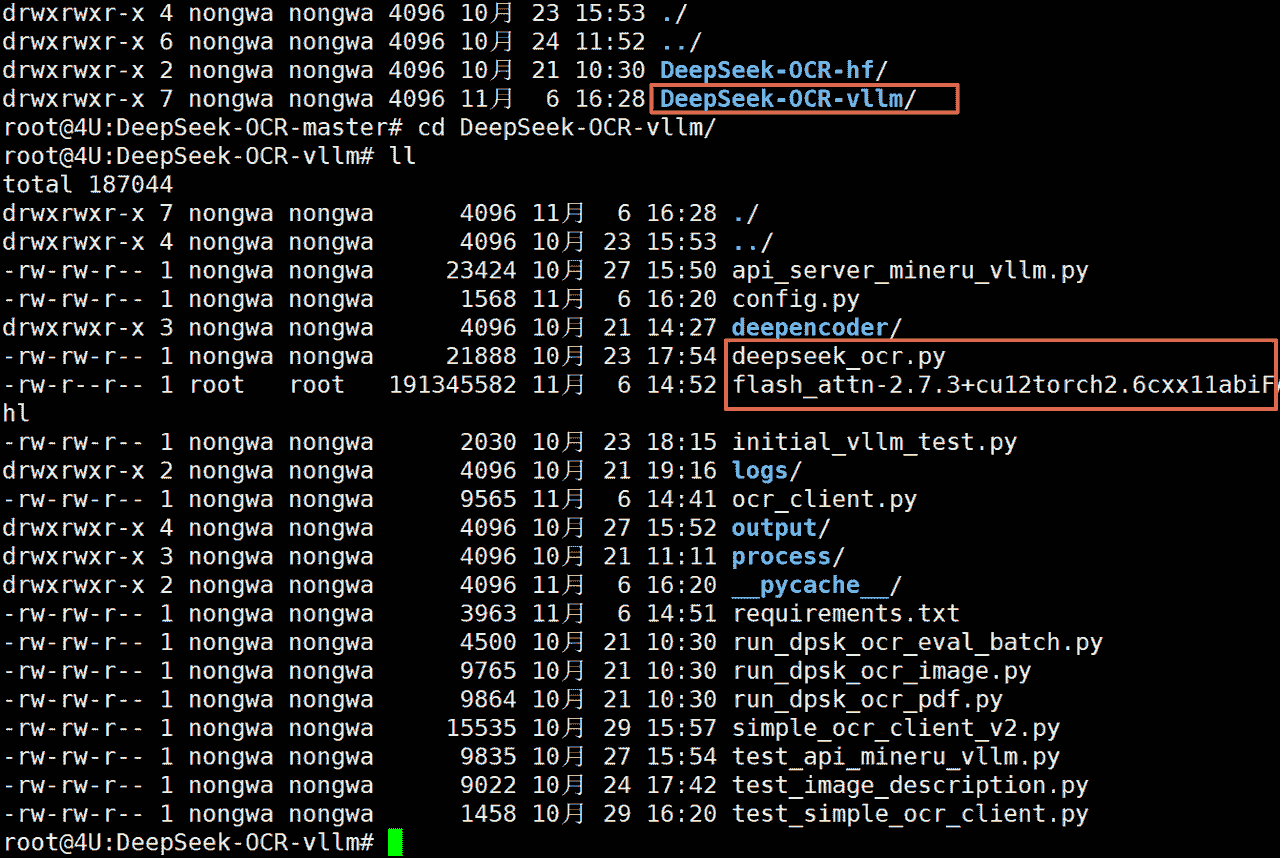 drwxrwxr-x 4 nongwa nongwa 4096 10月 23 15:53 ./
drwxrwxr-x 6 nongwa nongwa 4096 10月 24 11:52 ../
drwxrwxr-x 2 nongwa nongwa 4096 10月 21 10:30 DeepSeek-OCR-hf/
drwxrwxr-x 7 nongwa nongwa 4096 11月  6 16:28 DeepSeek-OCR-vllm/
root@4U:DeepSeek-OCR-master# cd DeepSeek-OCR-vllm/
root@4U:DeepSeek-OCR-vllm# ll
total 187044
drwxrwxr-x 7 nongwa nongwa      4096 11月  6 16:28 ./
drwxrwxr-x 4 nongwa nongwa      4096 10月 23 15:53 ../
-rw-rw-r-- 1 nongwa nongwa     23424 10月 27 15:50 api_server_mineru_vllm.py
-rw-rw-r-- 1 nongwa nongwa      1568 11月  6 16:20 config.py
drwxrwxr-x 3 nongwa nongwa      4096 10月 21 14:27 deepencoder/
-rw-rw-r-- 1 nongwa nongwa     21888 10月 23 17:54 deepseek_ocr.py
-rw-r--r-- 1 root   root   191345582 11月  6 14:52 flash_attn-2.7.3+cu12torch2.6cxx11abiF
hl
-rw-rw-r-- 1 nongwa nongwa      2030 10月 23 18:15 initial_vllm_test.py
drwxrwxr-x 2 nongwa nongwa      4096 10月 21 19:16 logs/
-rw-rw-r-- 1 nongwa nongwa      9565 11月  6 14:41 ocr_client.py
drwxrwxr-x 4 nongwa nongwa      4096 10月 27 15:52 output/
drwxrwxr-x 3 nongwa nongwa      4096 10月 21 11:11 process/
drwxrwxr-x 2 nongwa nongwa      4096 11月  6 16:20 __pycache__/
-rw-rw-r-- 1 nongwa nongwa      3963 11月  6 14:51 requirements.txt
-rw-rw-r-- 1 nongwa nongwa      4500 10月 21 10:30 run_dpsk_ocr_eval_batch.py
-rw-rw-r-- 1 nongwa nongwa      9765 10月 21 10:30 run_dpsk_ocr_image.py
-rw-rw-r-- 1 nongwa nongwa      9864 10月 21 10:30 run_dpsk_ocr_pdf.py
-rw-rw-r-- 1 nongwa nongwa     15535 10月 29 15:57 simple_ocr_client_v2.py
-rw-rw-r-- 1 nongwa nongwa      9835 10月 27 15:54 test_api_mineru_vllm.py
-rw-rw-r-- 1 nongwa nongwa      9022 10月 24 17:42 test_image_description.py
-rw-rw-r-- 1 nongwa nongwa      1458 10月 29 16:20 test_simple_ocr_client.py
root@4U:DeepSeek-OCR-vllm#